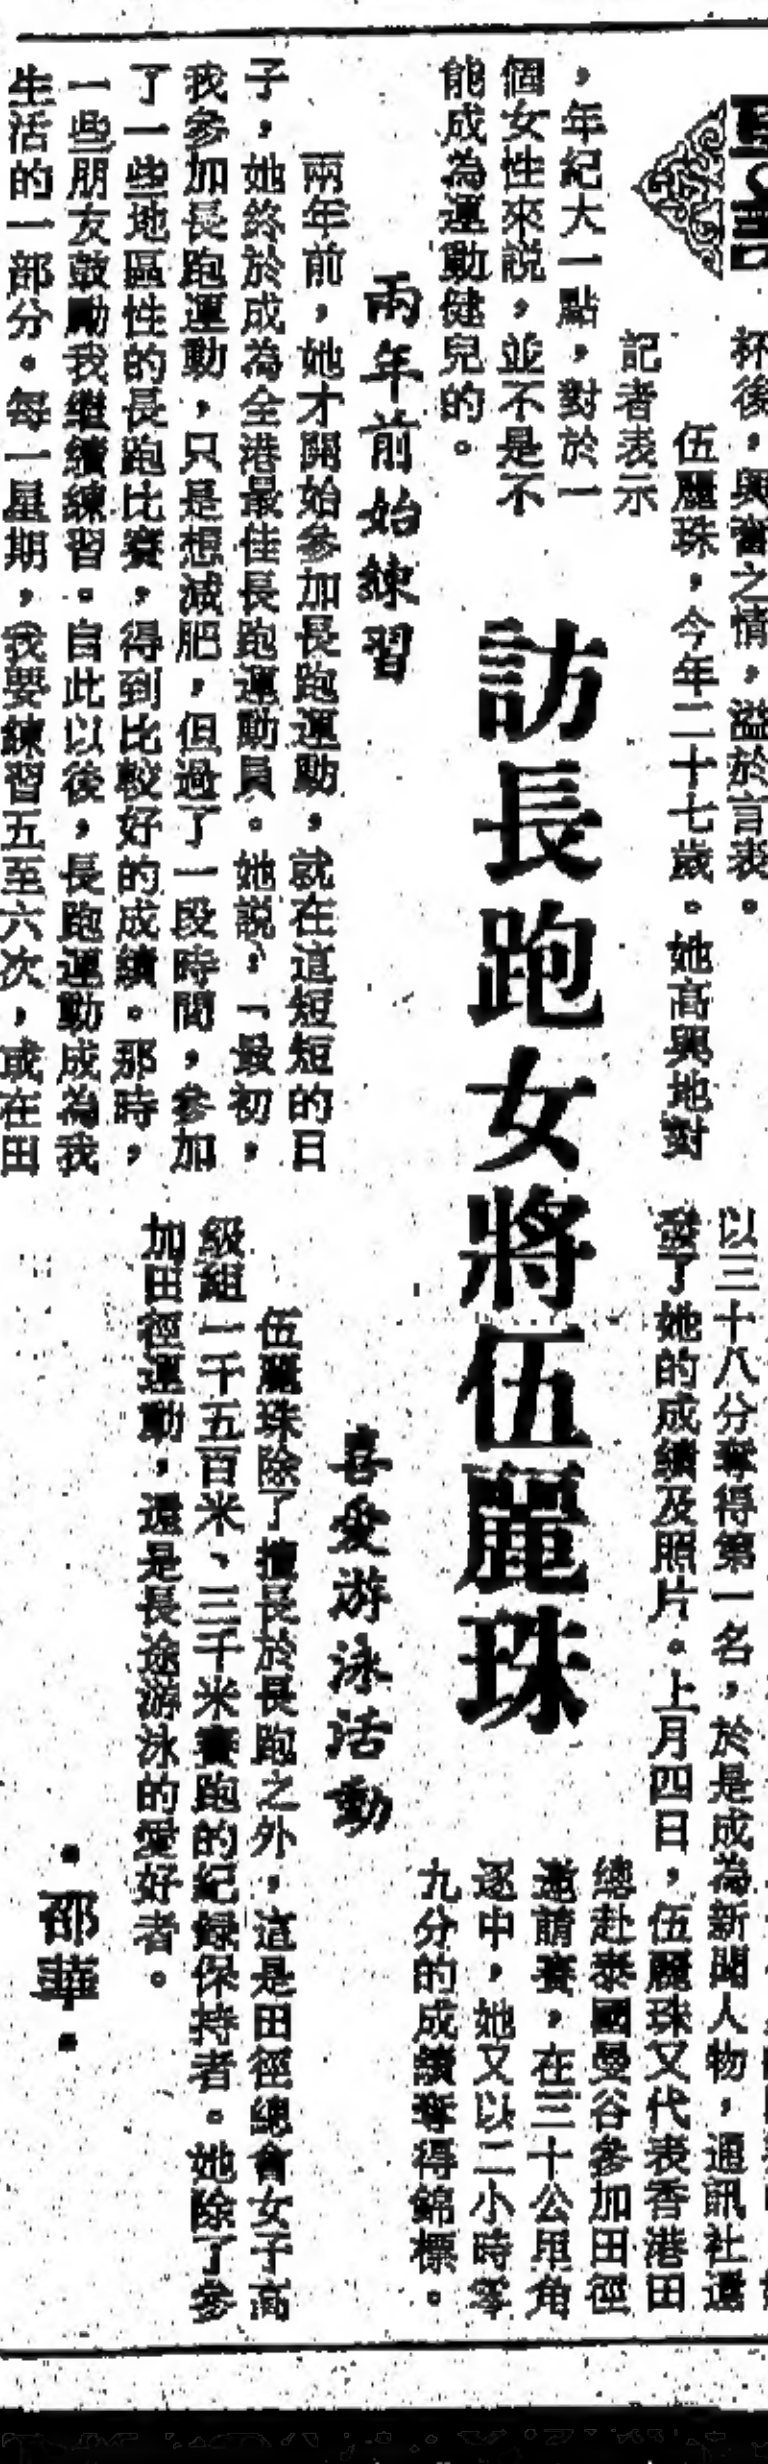 訪長跑女將伍麗珠
杯後，興奮之情，溢於言表。
伍麗珠，今年二十七歲。她高興地對
記者表示
，年紀大一點，對於一
個女性來説，並不是不
能成為運動健兒的。
兩年前始練習
兩年前，她才開始參加長跑運動，就在這短短的日
子，她終於成為全港最佳長跑運動員。她説，「最初，
我參加長跑運動，只是想減肥，但過了一段時間，參加
了一些地區性的長跑比賽，得到比較好的成績。那時，
一些朋友鼓勵我繼續練習。自此以後，長跑運動成為我
生活的一部分。每一星期，我要練習五至六次，或在田
以三十八分奪得第一名，於是成為新聞人物，通訊社還
發了她的成績及照片。上月四日，伍麗珠又代表香港田
總赴泰國曼谷參加田徑
邀請賽，在三十公里角
逐中，她又以二小時零
九分的成績奪得錦標。
喜愛游泳活動
伍麗珠除了擅長於長跑之外，這是田徑總會女子高
級組一千五百米、三千米賽跑的紀錄保持者。她除了參
加田徑運動，還是長途游泳的愛好者。
・邵華・